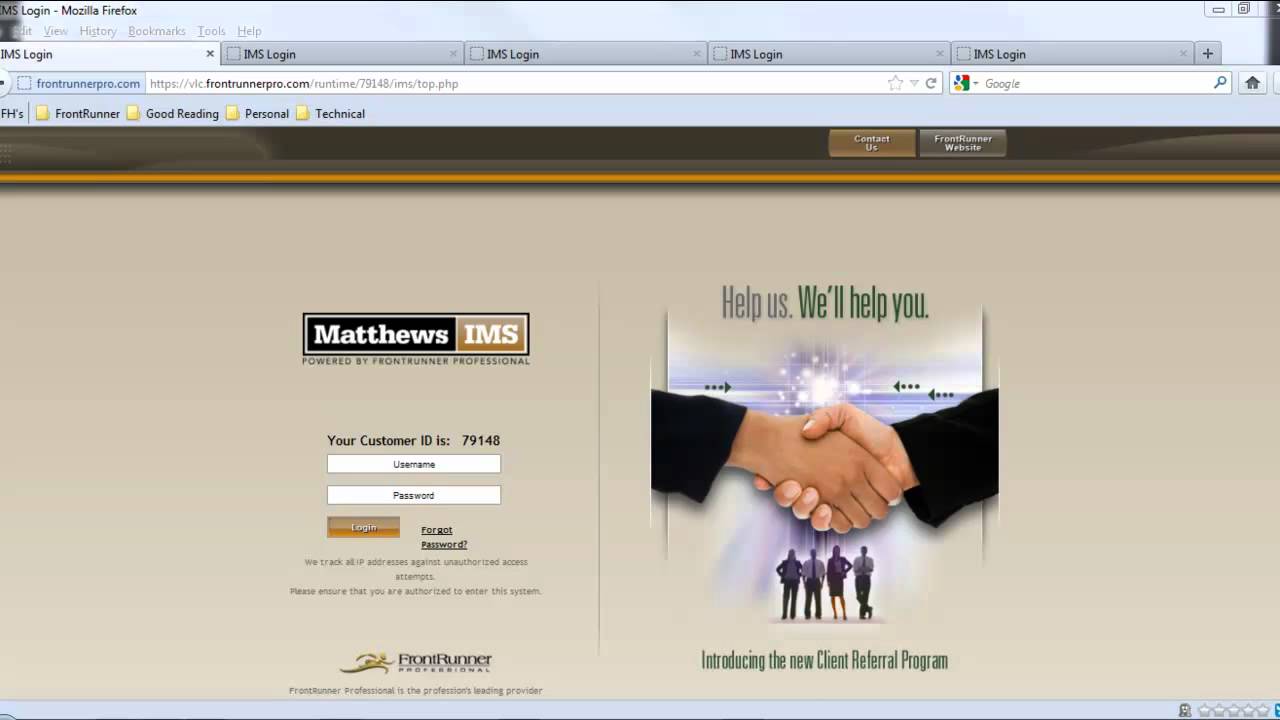 IMS Login - Mozilla Firefox
Edit View History Bookmarks Tools Help
IMS Login IMS Login IMS Login IMS Login IMS Login
frontrunnerpro.com https://vlc.frontrunnerpro.com/runtime/79148/ims/top.php Google
FH's FrontRunner Good Reading Personal Technical
Contact Us
FrontRunner Website
Matthews IMS
POWERED BY FRONTRUNNER PROFESSIONAL
Your Customer ID is: 79148
Username
Password
Login
Forgot
Password?
We track all IP addresses against unauthorized access
attempts.
Please ensure that you are authorized to enter this system.
FrontRunner
PROFESSIONAL
FrontRunner Professional is the profession's leading provider
Help us. We'll help you.
Introducing the new Client Referral Program